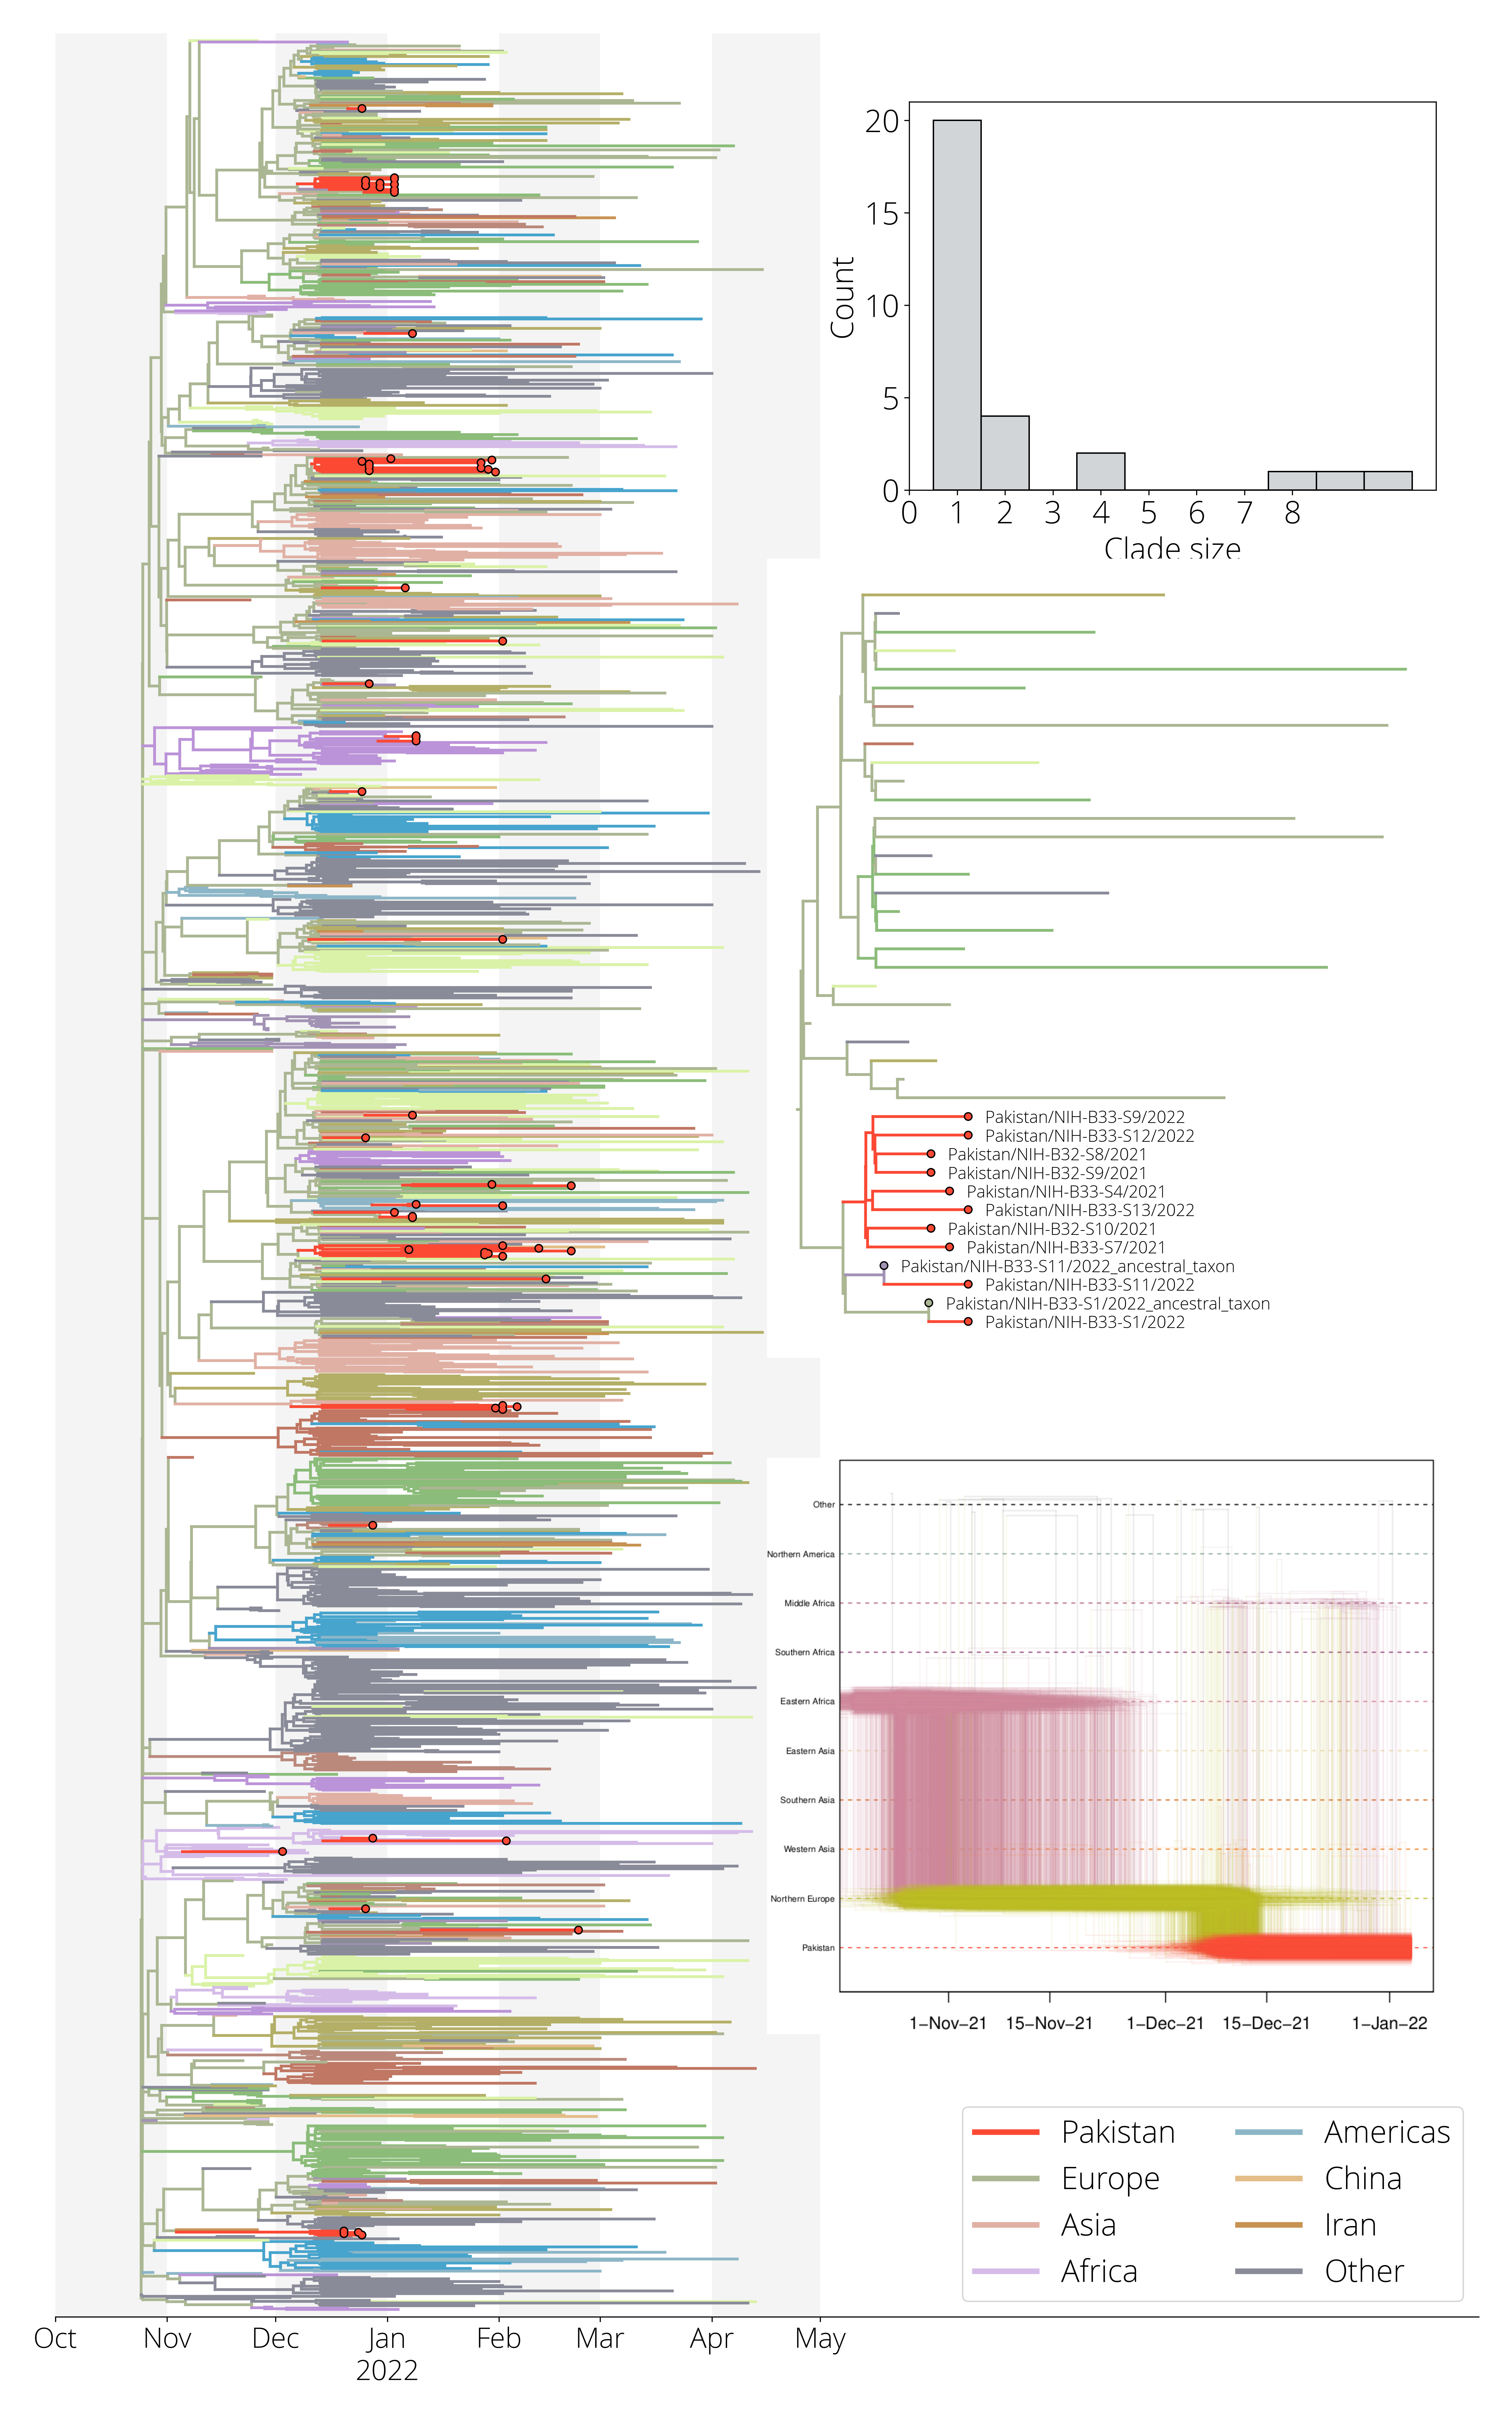 20
15
10
5
0
Count
0 1 2 3 4 5 6 7 8
Clade size
Pakistan/NIH-B33-S9/2022
Pakistan/NIH-B33-S12/2022
Pakistan/NIH-B32-S8/2021
Pakistan/NIH-B32-S9/2021
Pakistan/NIH-B33-S4/2021
Pakistan/NIH-B33-S13/2022
Pakistan/NIH-B32-S10/2021
Pakistan/NIH-B33-S7/2021
Pakistan/NIH-B33-S11/2022_ancestral_taxon
Pakistan/NIH-B33-S11/2022
Pakistan/NIH-B33-S1/2022_ancestral_taxon
Pakistan/NIH-B33-S1/2022
Other
Northern America
Middle Africa
Southern Africa
Eastern Africa
Eastern Asia
Southern Asia
Western Asia
Northern Europe
Pakistan
1-Nov-21 15-Nov-21 1-Dec-21 15-Dec-21 1-Jan-22
Pakistan Americas
Europe China
Asia Iran
Africa Other
Oct Nov Dec Jan Feb Mar Apr May
2022